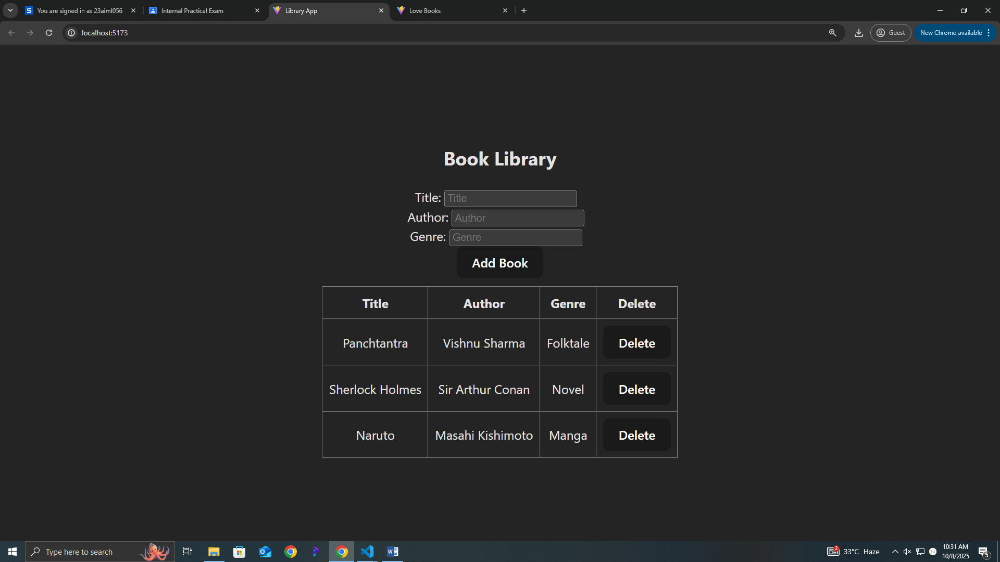 You are signed in as 23aiml056
Internal Practical Exam
Library App
Love Books
localhost:5173
Guest
New Chrome available
Book Library
Title: Title
Author: Author
Genre: Genre
Add Book
Title Author Genre Delete
Panchtantra Vishnu Sharma Folktale Delete
Sherlock Holmes Sir Arthur Conan Novel Delete
Naruto Masahi Kishimoto Manga Delete
Type here to search
2
33°C Haze
10:31 AM
10/8/2025
5